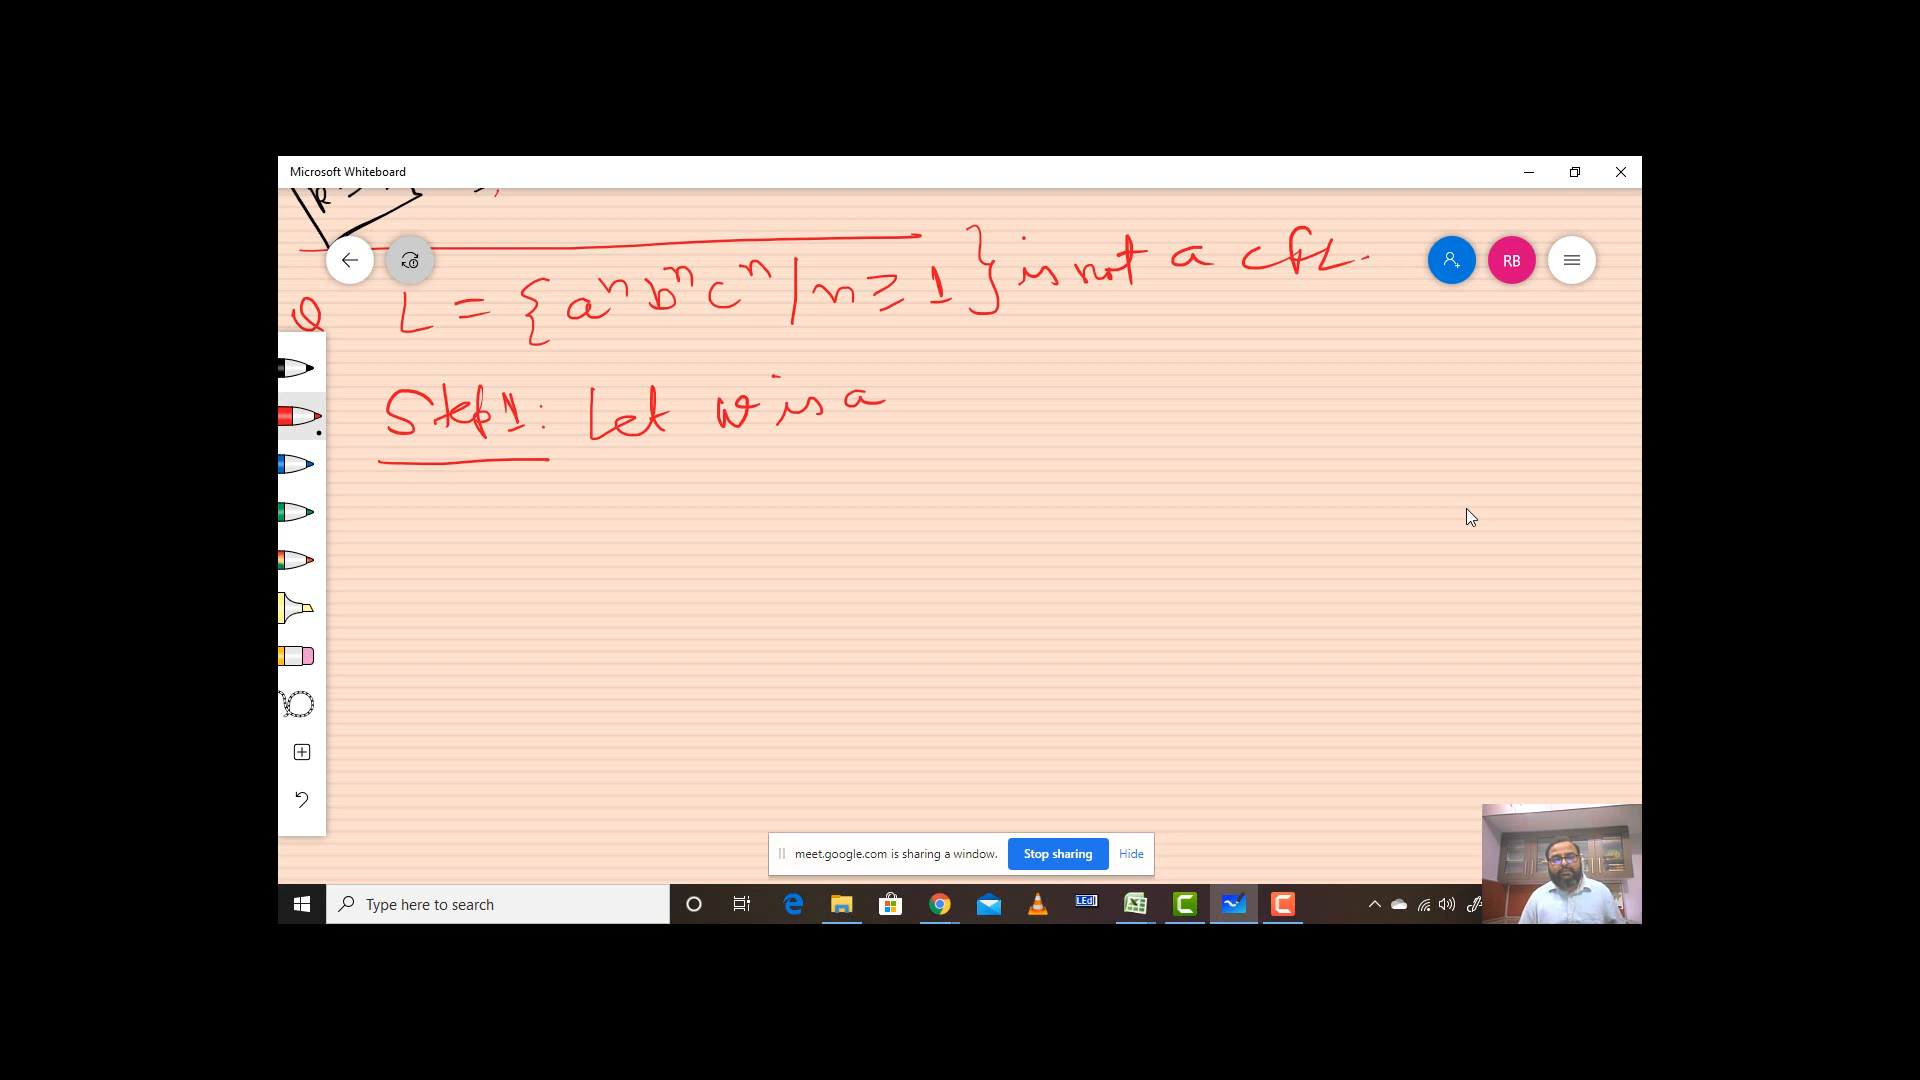 Microsoft Whiteboard
Q L = {aⁿbⁿcⁿ | n ≥ 1} is not a cfL.
RB
Step 1: Let w is a
meet.google.com is sharing a window. Stop sharing Hide
Type here to search
LEd